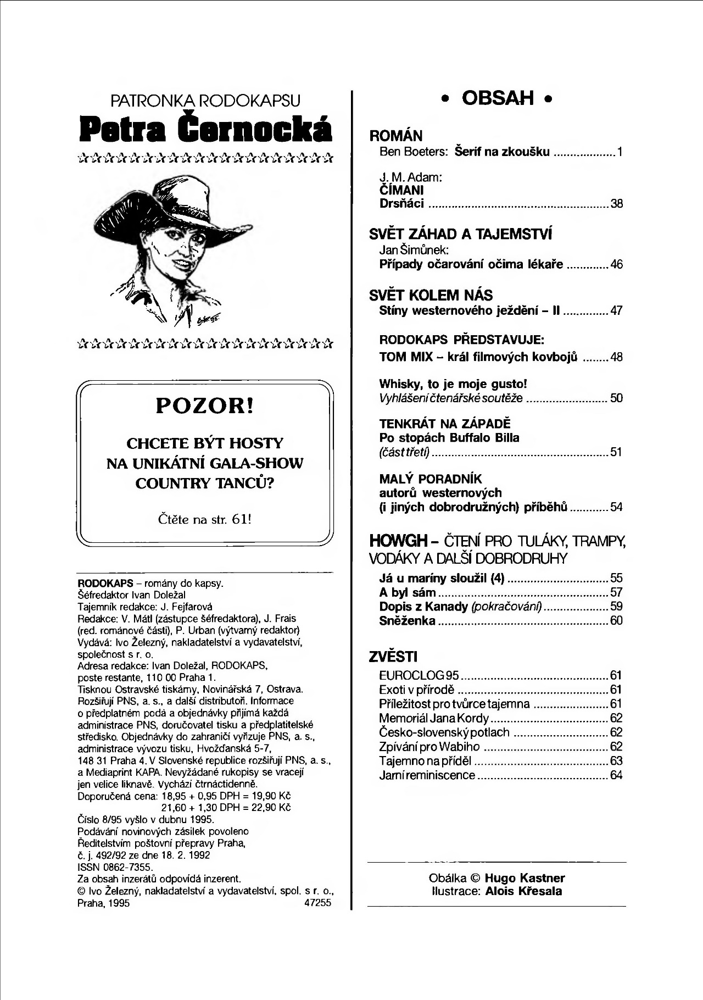 PATRONKA RODOKAPSU
Petra Černocká
POZOR!
CHCETE BÝT HOSTY
NA UNIKÁTNÍ GALA-SHOW
COUNTRY TANCŮ?
Čtěte na str. 61!
RODOKAPS – romány do kapsy.
Šéfredaktor Ivan Doležal
Tajemník redakce: J. Fejfarová
Redakce: V. Mátl (zástupce šéfredaktora), J. Frais
(red. románové části), P. Urban (výtvarný redaktor)
Vydává: Ivo Železný, nakladatelství a vydavatelství,
společnost s r. o.
Adresa redakce: Ivan Doležal, RODOKAPS,
poste restante, 110 00 Praha 1.
Tisknou Ostravské tiskárny, Novinářská 7, Ostrava.
Rozšiřují PNS, a. s., a další distributoři. Informace
o předplatném podá a objednávky přijímá každá
administrace PNS, doručovatel tisku a předplatitelské
středisko. Objednávky do zahraničí vyřizuje PNS, a. s.,
administrace vývozu tisku, Hvožďanská 5-7,
148 31 Praha 4. V Slovenské republice rozšiřují PNS, a. s.,
a Mediaprint KAPA. Nevyžádané rukopisy se vracejí
jen velice liknavě. Vychází čtrnáctidenně.
Doporučená cena: 18,95 + 0,95 DPH = 19,90 Kč
21,60 + 1,30 DPH = 22,90 Kč
Číslo 8/95 vyšlo v dubnu 1995.
Podávání novinových zásilek povoleno
Ředitelstvím poštovní přepravy Praha,
č. j. 492/92 ze dne 18. 2. 1992
ISSN 0862-7355.
Za obsah inzerátů odpovídá inzerent.
© Ivo Železný, nakladatelství a vydavatelství, spol. s r. o.,
Praha, 1995 47255
• OBSAH •
ROMÁN
Ben Boeters: Šerif na zkoušku ................... 1
J. M. Adam:
ČÍMANI
Drsňáci ....................................................... 38
SVĚT ZÁHAD A TAJEMSTVÍ
Jan Šimůnek:
Případy očarování očima lékaře ............. 46
SVĚT KOLEM NÁS
Stíny westernového ježdění – II .............. 47
RODOKAPS PŘEDSTAVUJE:
TOM MIX – král filmových kovbojů ........ 48
Whisky, to je moje gusto!
Vyhlášení čtenářské soutěže ......................... 50
TENKRÁT NA ZÁPADĚ
Po stopách Buffalo Billa
(část třetí) ...................................................... 51
MALÝ PORADNÍK
autorů westernových
(i jiných dobrodružných) příběhů ............ 54
HOWGH – ČTENÍ PRO TULÁKY, TRAMPY,
VODÁKY A DALŠÍ DOBRODRUHY
Já u maríny sloužil (4) ............................... 55
A byl sám .................................................... 57
Dopis z Kanady (pokračování) .................... 59
Sněženka .................................................... 60
ZVĚSTI
EUROCLOG 95 ............................................. 61
Exoti v přírodě .............................................. 61
Příležitost pro tvůrce tajemna ....................... 61
Memoriál Jana Kordy .................................... 62
Česko-slovenský potlach ............................. 62
Zpívání pro Wabiho ...................................... 62
Tajemno na příděl ......................................... 63
Jarní reminiscence ........................................ 64
Obálka © Hugo Kastner
Ilustrace: Alois Křesala